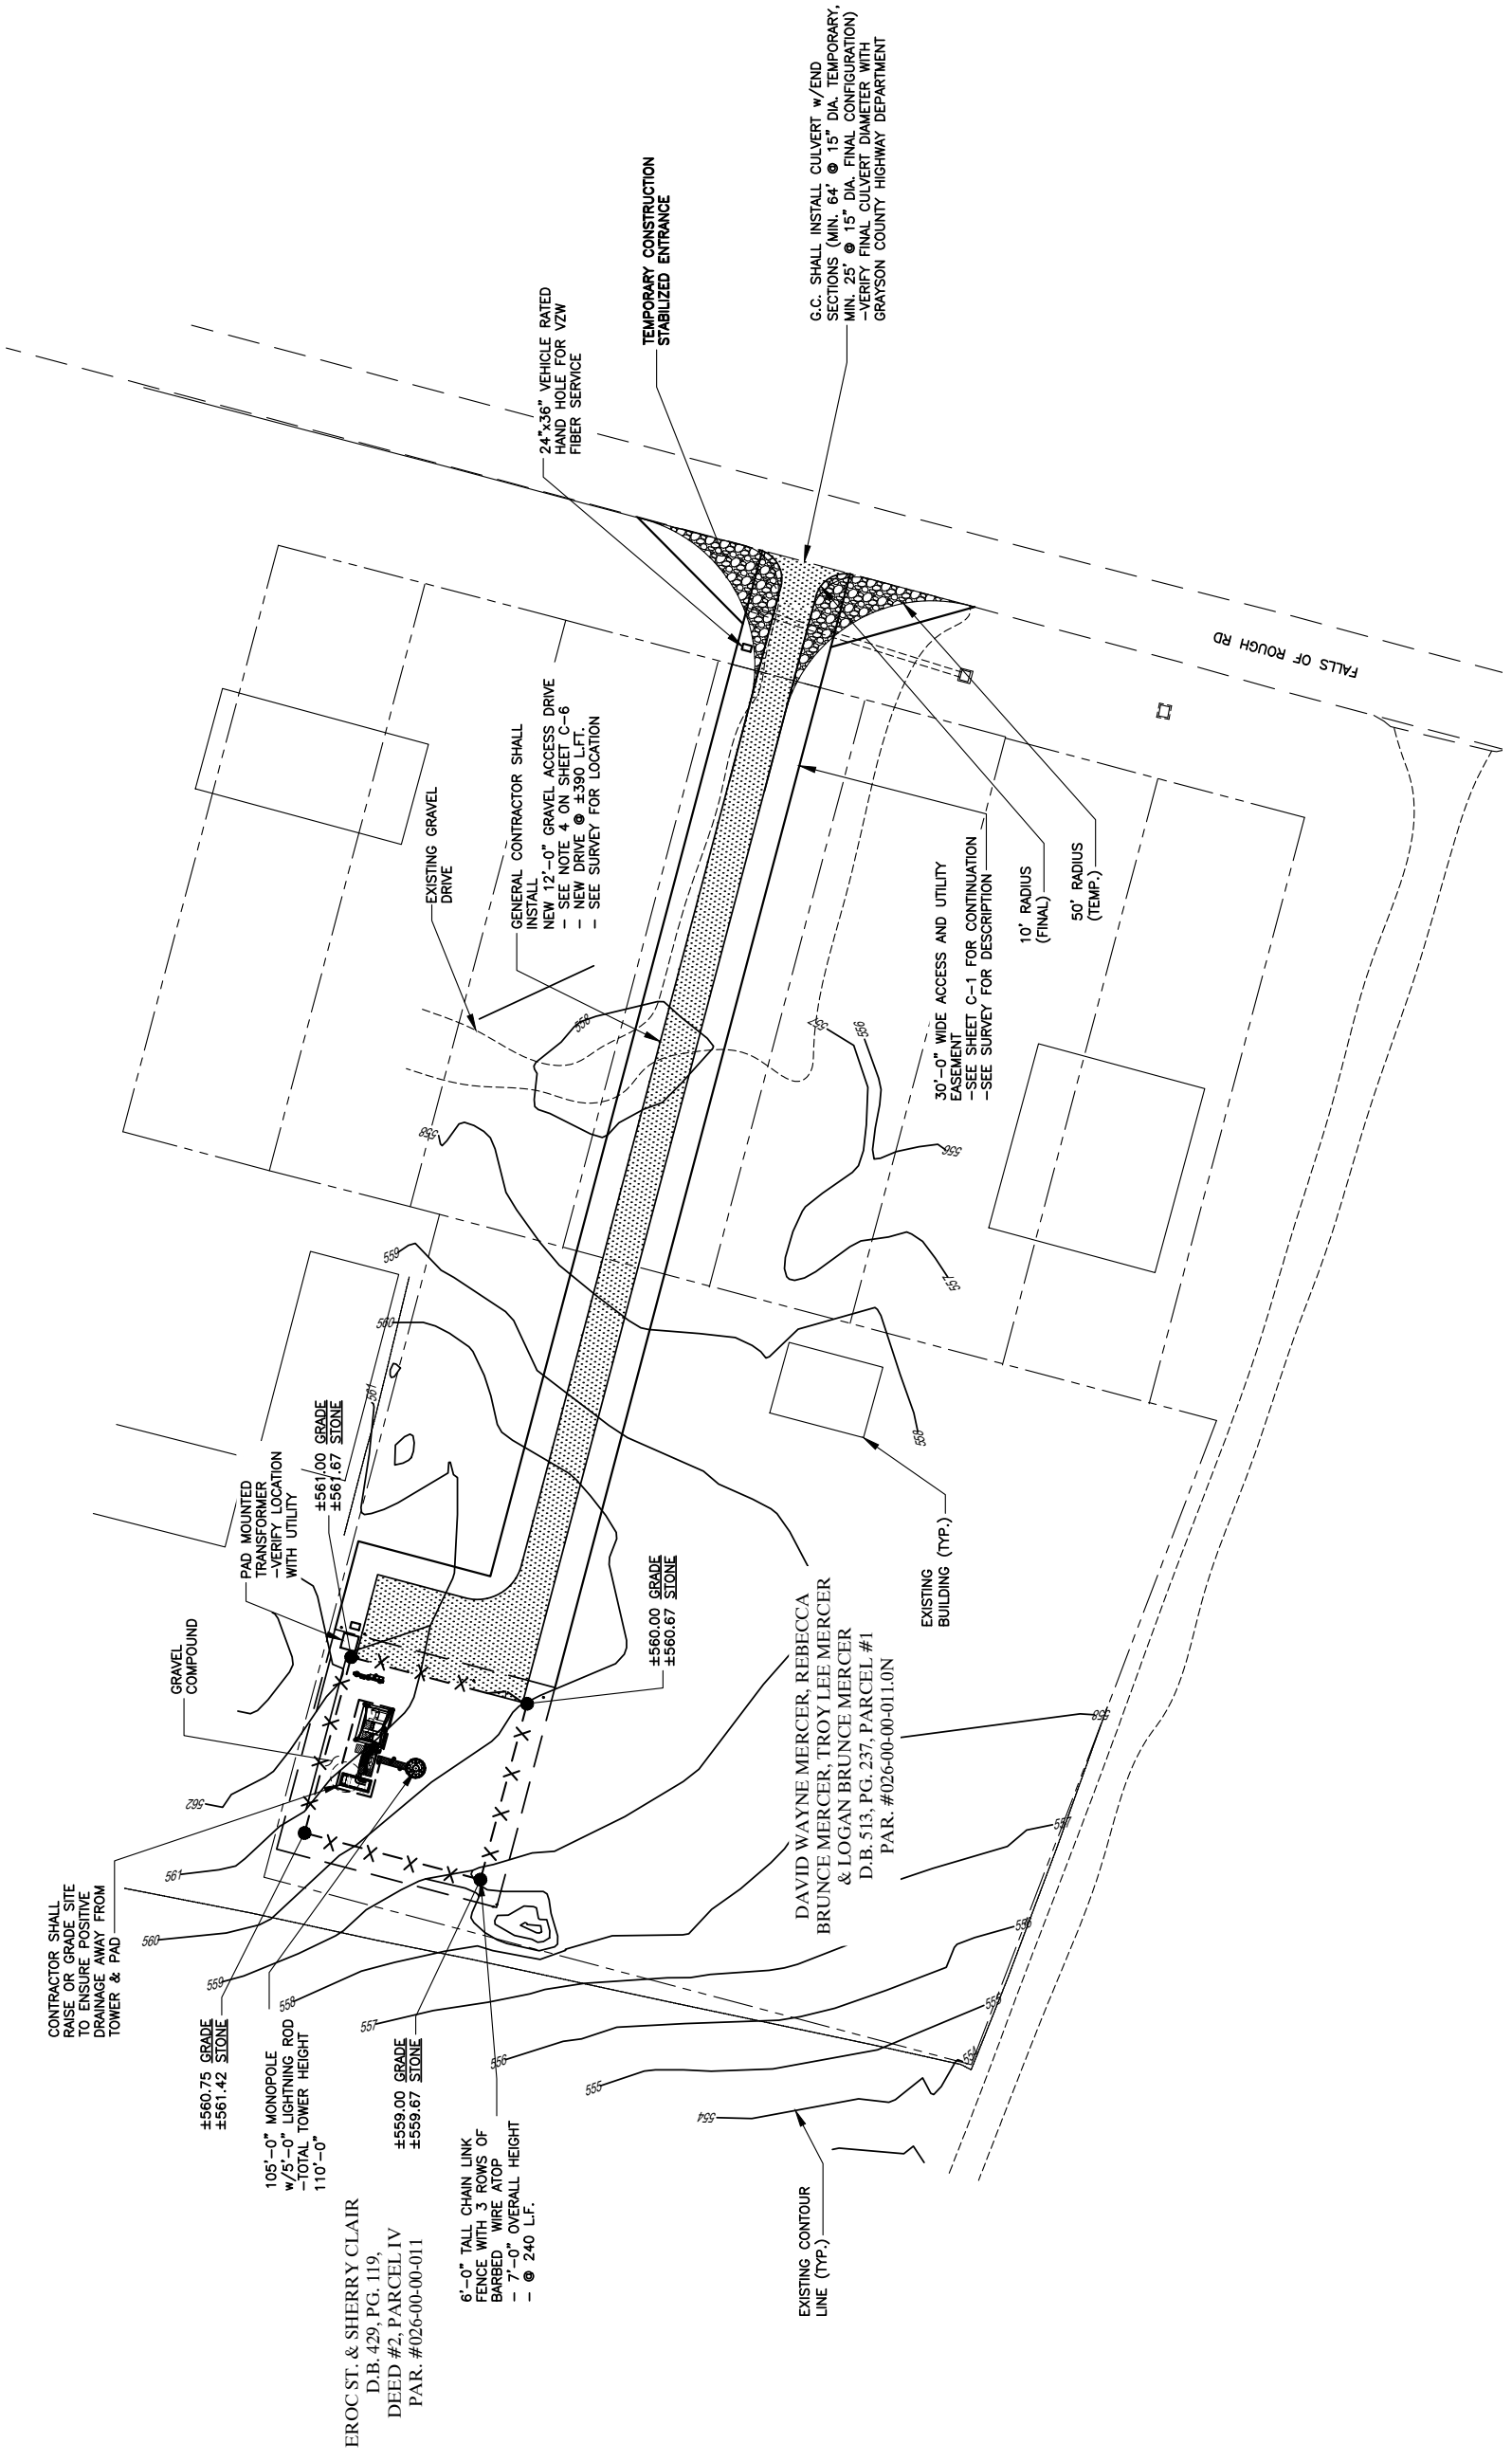 CONTRACTOR SHALL
RAISE OR GRADE SITE
TO ENSURE POSITIVE
DRAINAGE AWAY FROM
TOWER & PAD
GRAVEL
COMPOUND
PAD MOUNTED
TRANSFORMER
-VERIFY LOCATION
WITH UTILITY
±561.00 GRADE
±561.67 STONE
±560.75 GRADE
±561.42 STONE
105'-0" MONOPOLE
w/5'-0" LIGHTNING ROD
-TOTAL TOWER HEIGHT
110'-0"
±559.00 GRADE
±559.67 STONE
EROC ST. & SHERRY CLAIR
D.B. 429, PG. 119,
DEED #2, PARCEL IV
PAR. #026-00-00-011
6'-0" TALL CHAIN LINK
FENCE WITH 3 ROWS OF
BARBED WIRE ATOP
- 7'-0" OVERALL HEIGHT
- @ 240 L.F.
EXISTING GRAVEL
DRIVE
GENERAL CONTRACTOR SHALL
INSTALL
NEW 12'-0" GRAVEL ACCESS DRIVE
- SEE NOTE 4 ON SHEET C-6
- NEW DRIVE @ ±390 L.FT.
- SEE SURVEY FOR LOCATION
24"x36" VEHICLE RATED
HAND HOLE FOR VZW
FIBER SERVICE
TEMPORARY CONSTRUCTION
STABILIZED ENTRANCE
G.C. SHALL INSTALL CULVERT w/END
SECTIONS (MIN. 64' @ 15" DIA. TEMPORARY,
MIN. 25' @ 15" DIA. FINAL CONFIGURATION)
-VERIFY FINAL CULVERT DIAMETER WITH
GRAYSON COUNTY HIGHWAY DEPARTMENT
±560.00 GRADE
±560.67 STONE
DAVID WAYNE MERCER, REBECCA
BRUNCE MERCER, TROY LEE MERCER
& LOGAN BRUNCE MERCER
D.B. 513, PG. 237, PARCEL #1
PAR. #026-00-00-011.0N
EXISTING
BUILDING (TYP.)
30'-0" WIDE ACCESS AND UTILITY
EASEMENT
-SEE SHEET C-1 FOR CONTINUATION
-SEE SURVEY FOR DESCRIPTION
10' RADIUS
(FINAL)
50' RADIUS
(TEMP.)
FALLS OF ROUGH RD
EXISTING CONTOUR
LINE (TYP.)
562
561
560
559
558
557
556
555
554
558
559
560
561
558
557
556
556
557
558
558
557
556
555
554